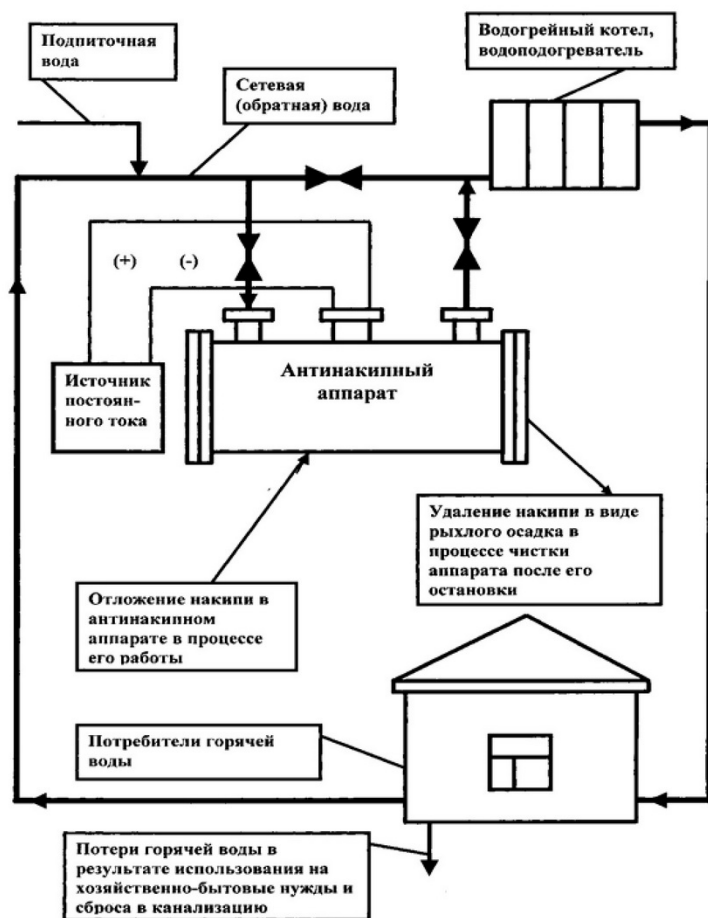 Подпиточная
вода
Водогрейный котел,
водоподогреватель
Сетевая
(обратная) вода
(+) (-)
Источник
постоян-
ного тока
Антинакипный
аппарат
Удаление накипи в виде
рыхлого осадка в
процессе чистки
аппарата после его
остановки
Отложение накипи в
антинакипном
аппарате в процессе
его работы
Потребители горячей
воды
Потери горячей воды в
результате использования на
хозяйственно-бытовые нужды и
сброса в канализацию